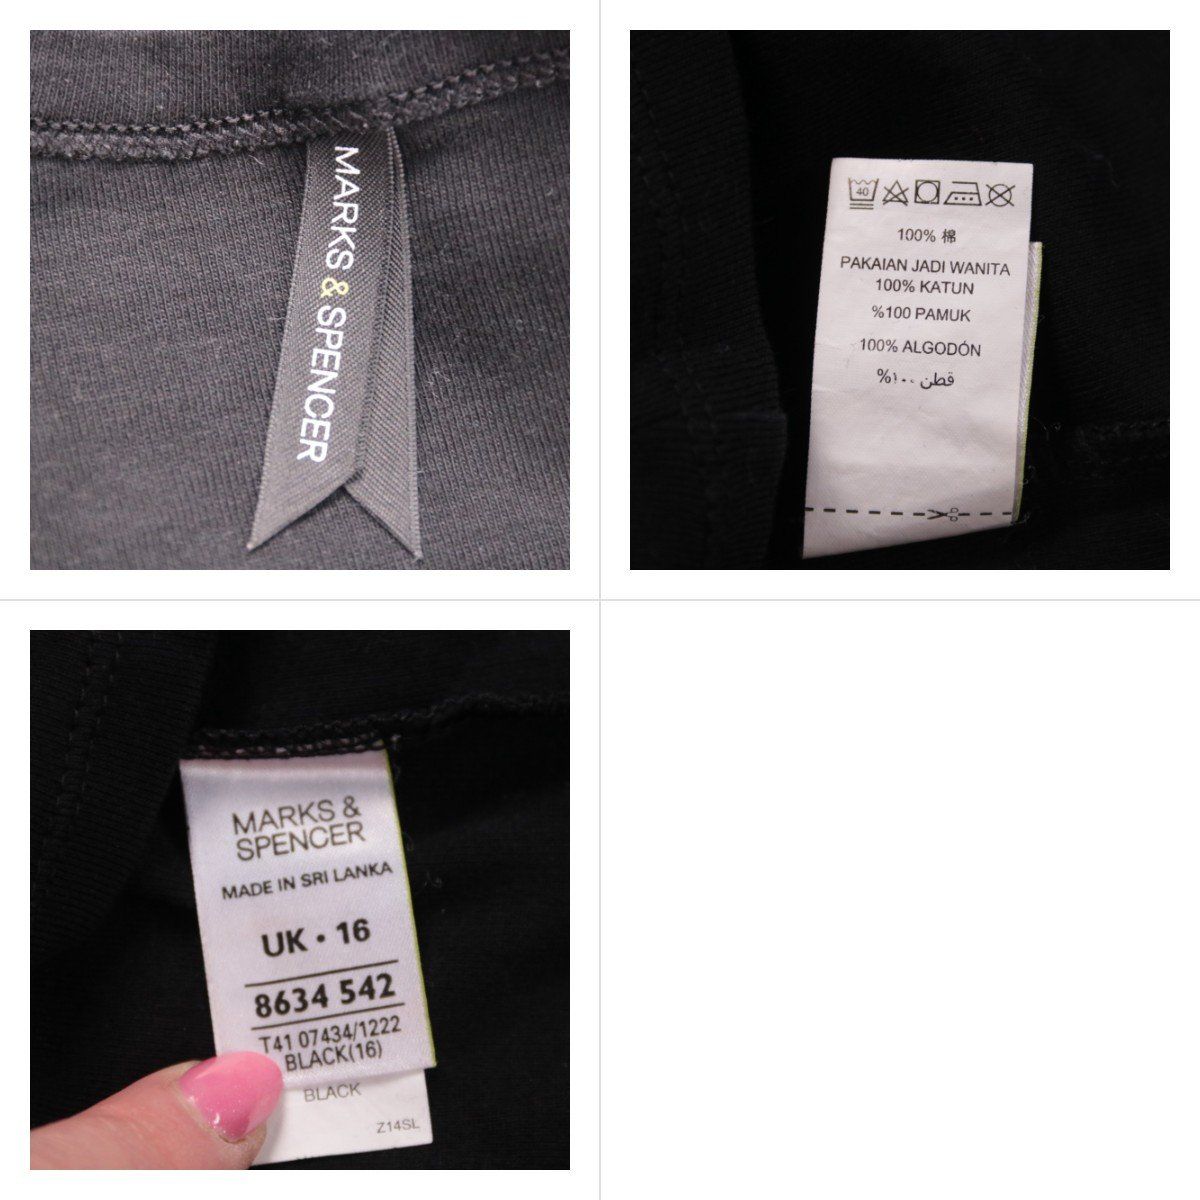 MARKS & SPENCER
40
100% 棉
PAKAIAN JADI WANITA
100% KATUN
%100 PAMUK
100% ALGODÓN
قطن ١٠٠%
MARKS &
SPENCER
MADE IN SRI LANKA
UK · 16
8634 542
T41 07434/1222
BLACK(16)
BLACK
Z14SL